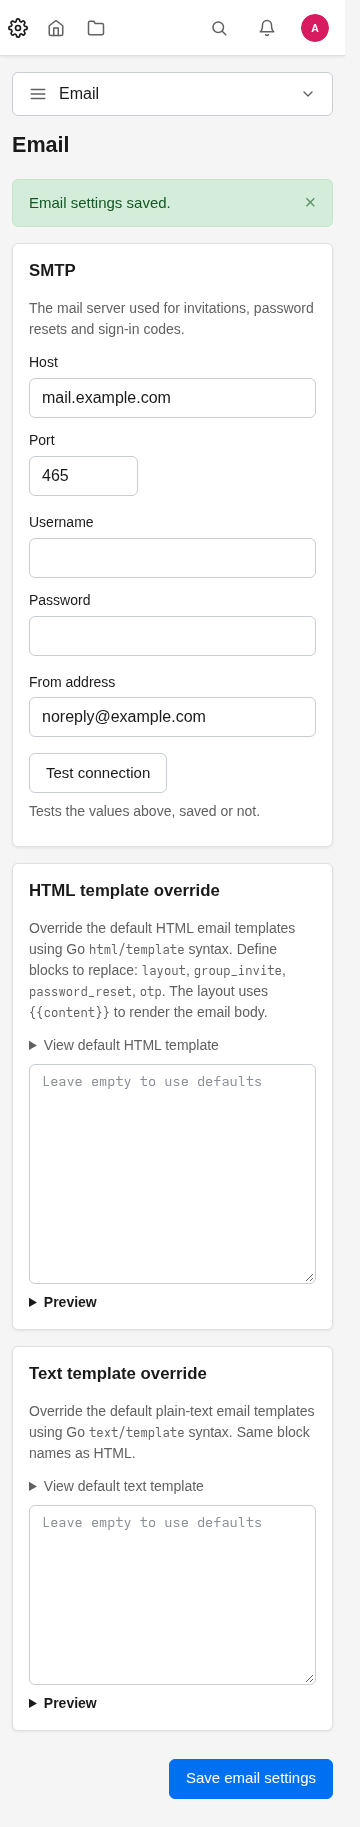 A
Email
Email
Email settings saved.
SMTP
The mail server used for invitations, password
resets and sign-in codes.
Host
mail.example.com
Port
465
Username
Password
From address
noreply@example.com
Test connection
Tests the values above, saved or not.
HTML template override
Override the default HTML email templates
using Go html/template syntax. Define
blocks to replace: layout, group_invite,
password_reset, otp. The layout uses
{{content}} to render the email body.
View default HTML template
Leave empty to use defaults
Preview
Text template override
Override the default plain-text email templates
using Go text/template syntax. Same block
names as HTML.
View default text template
Leave empty to use defaults
Preview
Save email settings